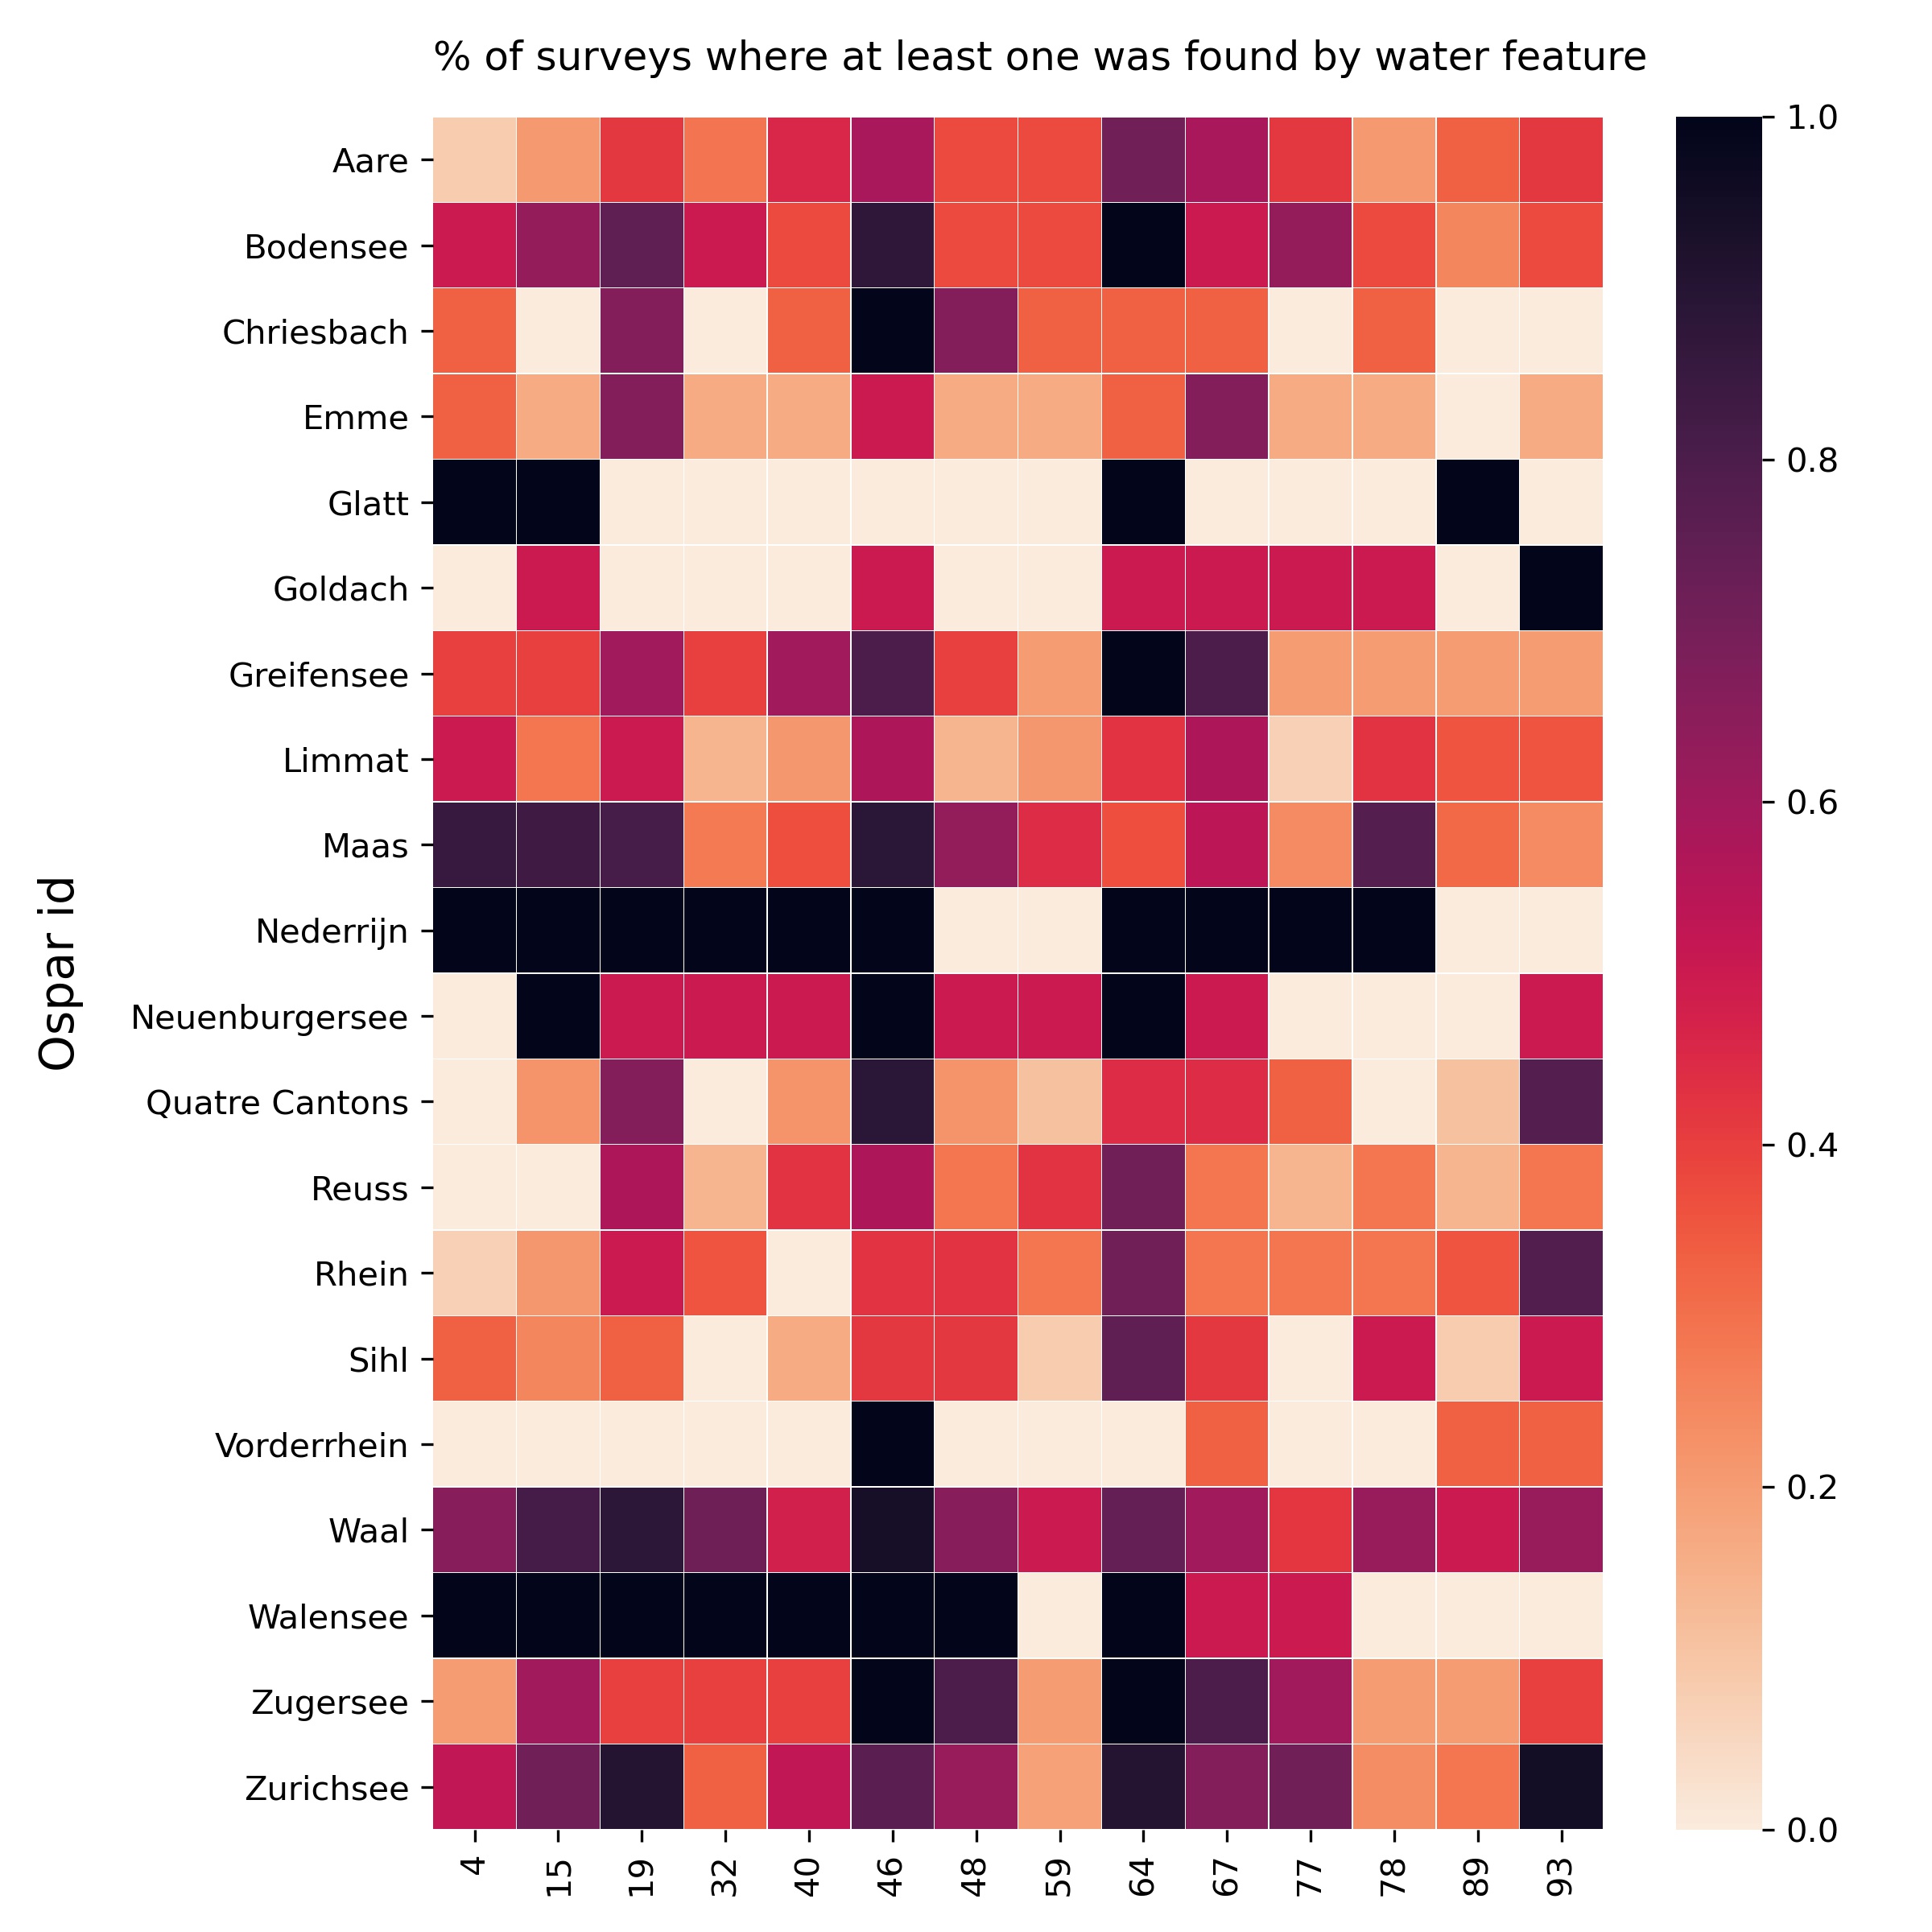 % of surveys where at least one was found by water feature
Ospar id
Aare
Bodensee
Chriesbach
Emme
Glatt
Goldach
Greifensee
Limmat
Maas
Nederrijn
Neuenburgersee
Quatre Cantons
Reuss
Rhein
Sihl
Vorderrhein
Waal
Walensee
Zugersee
Zurichsee
4 15 19 32 40 46 48 59 64 67 77 78 89 93
1.0
0.8
0.6
0.4
0.2
0.0